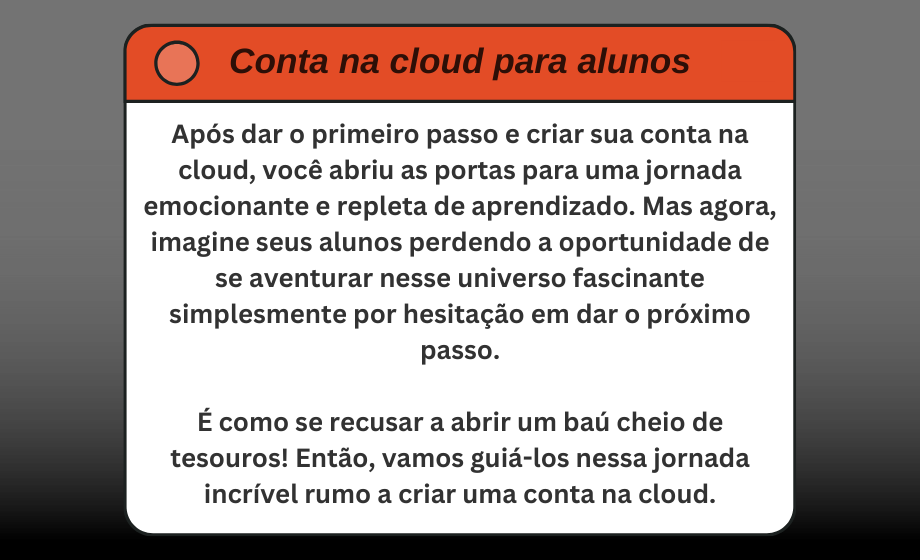 Conta na cloud para alunos
Após dar o primeiro passo e criar sua conta na
cloud, você abriu as portas para uma jornada
emocionante e repleta de aprendizado. Mas agora,
imagine seus alunos perdendo a oportunidade de
se aventurar nesse universo fascinante
simplesmente por hesitação em dar o próximo
passo.
É como se recusar a abrir um baú cheio de
tesouros! Então, vamos guiá-los nessa jornada
incrível rumo a criar uma conta na cloud.